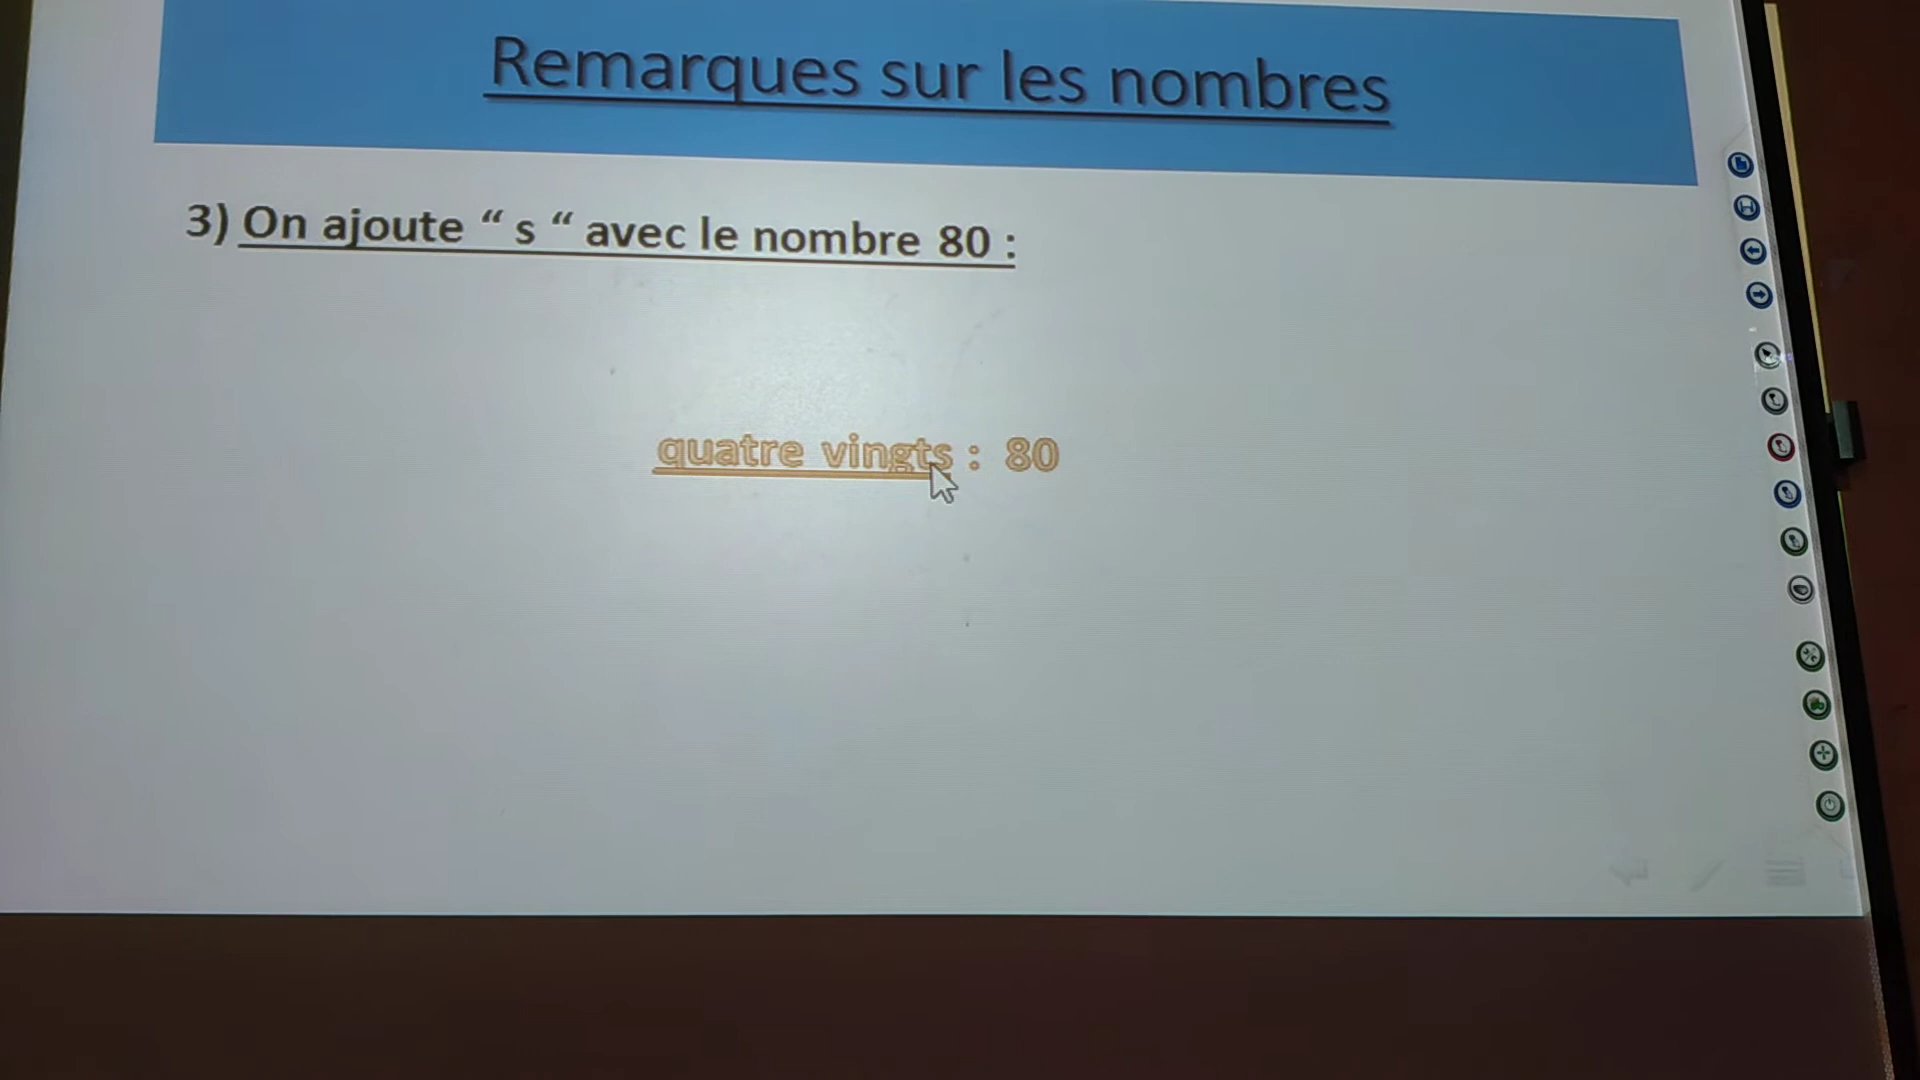 Remarques sur les nombres
3) On ajoute “ s “ avec le nombre 80 :
quatre vingts : 80